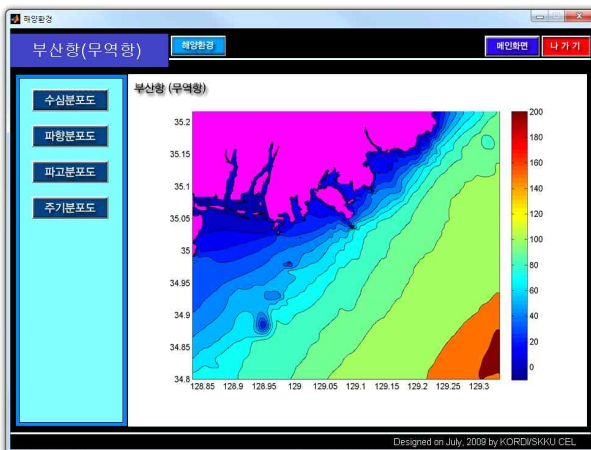 해양환경
부산항(무역항)
해양환경
메인화면
나 가 기
수심분포도
파향분포도
파고분포도
주기분포도
부산항 (무역항)
35.2
35.15
35.1
35.05
35
34.95
34.9
34.85
34.8
128.85 128.9 128.95 129 129.05 129.1 129.15 129.2 129.25 129.3
200
180
160
140
120
100
80
60
40
20
0
Designed on July, 2009 by KORDI/SKKU CEL